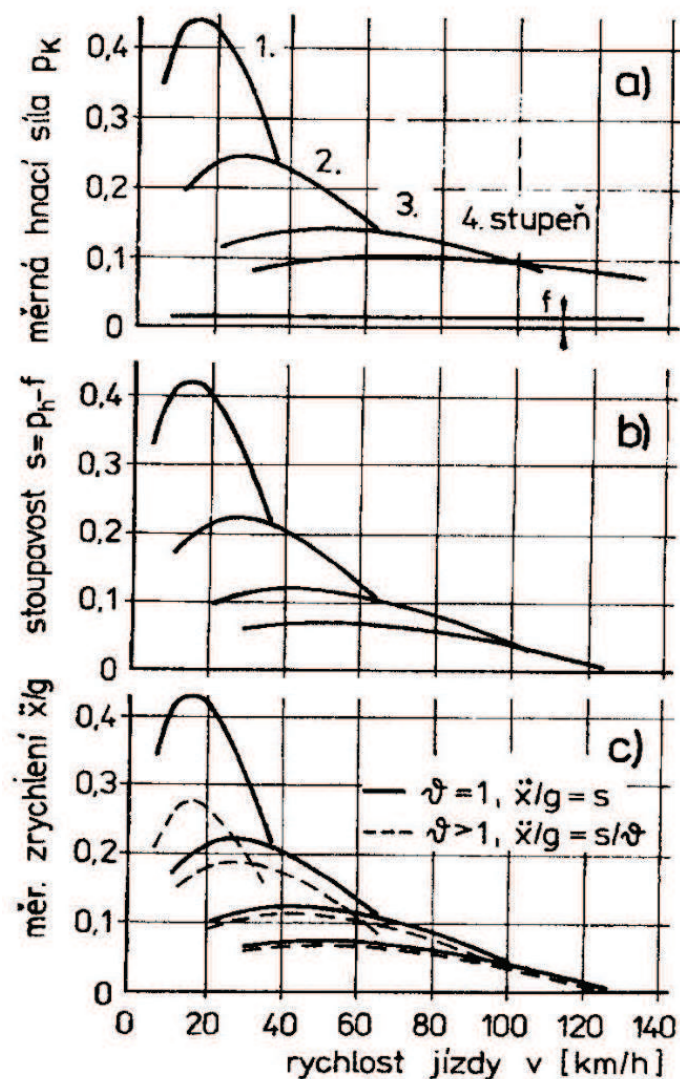 měrná hnací síla pK
0,4
0,3
0,2
0,1
0
1.
2.
3.
4. stupeň
a)
f
stoupavost s=ph-f
0,4
0,3
0,2
0,1
0
b)
měr. zrychlení ẍ/g
0,4
0,3
0,2
0,1
0
c)
ϑ=1, ẍ/g=s
ϑ>1, ẍ/g=s/ϑ
0 20 40 60 80 100 120 140
rychlost jízdy v [km/h]